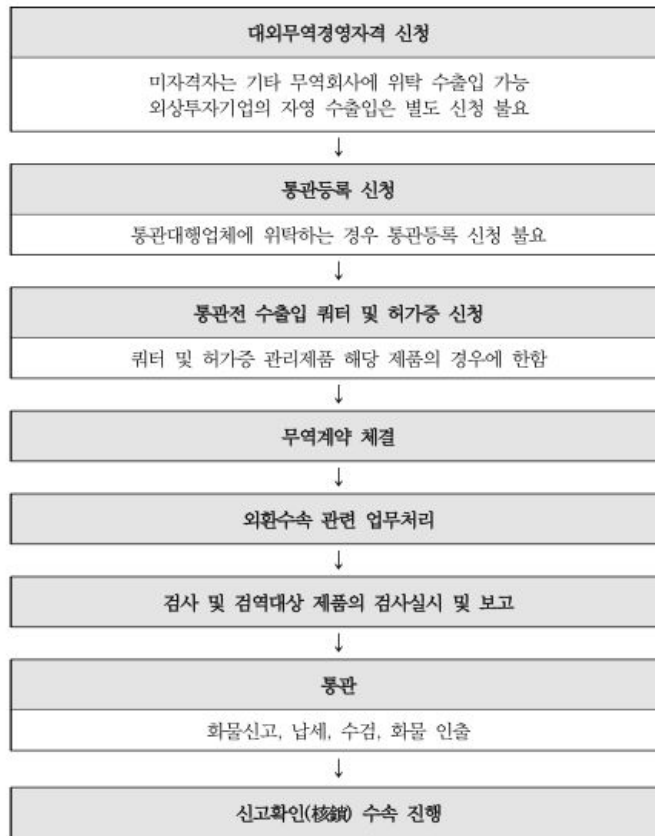 대외무역경영자격 신청
미자격자는 기타 무역회사에 위탁 수출입 가능
외상투자기업의 자영 수출입은 별도 신청 불요
↓
통관등록 신청
통관대행업체에 위탁하는 경우 통관등록 신청 불요
↓
통관전 수출입 쿼터 및 허가증 신청
쿼터 및 허가증 관리제품 해당 제품의 경우에 한함
↓
무역계약 체결
↓
외환수속 관련 업무처리
↓
검사 및 검역대상 제품의 검사실시 및 보고
↓
통관
화물신고, 납세, 수검, 화물 인출
↓
신고확인(核鎖) 수속 진행